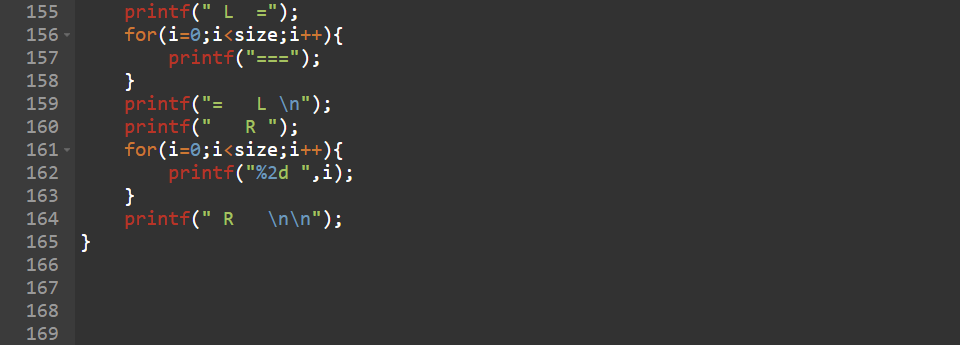 155 printf(" L  =");
156 for(i=0;i<size;i++){
157 printf("===");
158 }
159 printf("=   L \n");
160 printf("   R ");
161 for(i=0;i<size;i++){
162 printf("%2d ",i);
163 }
164 printf(" R   \n\n");
165 }
166
167
168
169